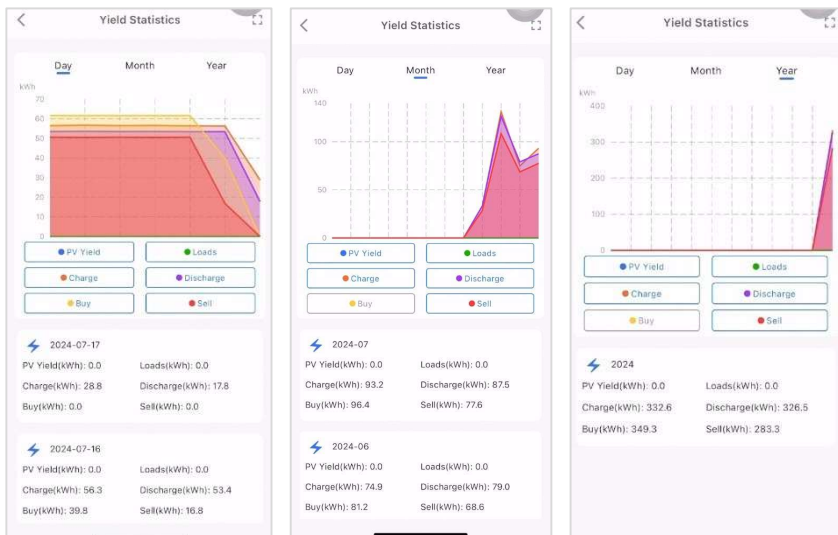 Yield Statistics
Day Month Year
kWh
70
60
50
40
30
20
10
0
PV Yield
Loads
Charge
Discharge
Buy
Sell
2024-07-17
PV Yield(kWh): 0.0 Loads(kWh): 0.0
Charge(kWh): 28.8 Discharge(kWh): 17.8
Buy(kWh): 0.0 Sell(kWh): 0.0
2024-07-16
PV Yield(kWh): 0.0 Loads(kWh): 0.0
Charge(kWh): 56.3 Discharge(kWh): 53.4
Buy(kWh): 39.8 Sell(kWh): 16.8
Yield Statistics
Day Month Year
kWh
140
100
50
0
PV Yield
Loads
Charge
Discharge
Buy
Sell
2024-07
PV Yield(kWh): 0.0 Loads(kWh): 0.0
Charge(kWh): 93.2 Discharge(kWh): 87.5
Buy(kWh): 96.4 Sell(kWh): 77.6
2024-06
PV Yield(kWh): 0.0 Loads(kWh): 0.0
Charge(kWh): 74.9 Discharge(kWh): 79.0
Buy(kWh): 81.2 Sell(kWh): 68.6
Yield Statistics
Day Month Year
kWh
400
300
200
100
0
PV Yield
Loads
Charge
Discharge
Buy
Sell
2024
PV Yield(kWh): 0.0 Loads(kWh): 0.0
Charge(kWh): 332.6 Discharge(kWh): 326.5
Buy(kWh): 349.3 Sell(kWh): 283.3